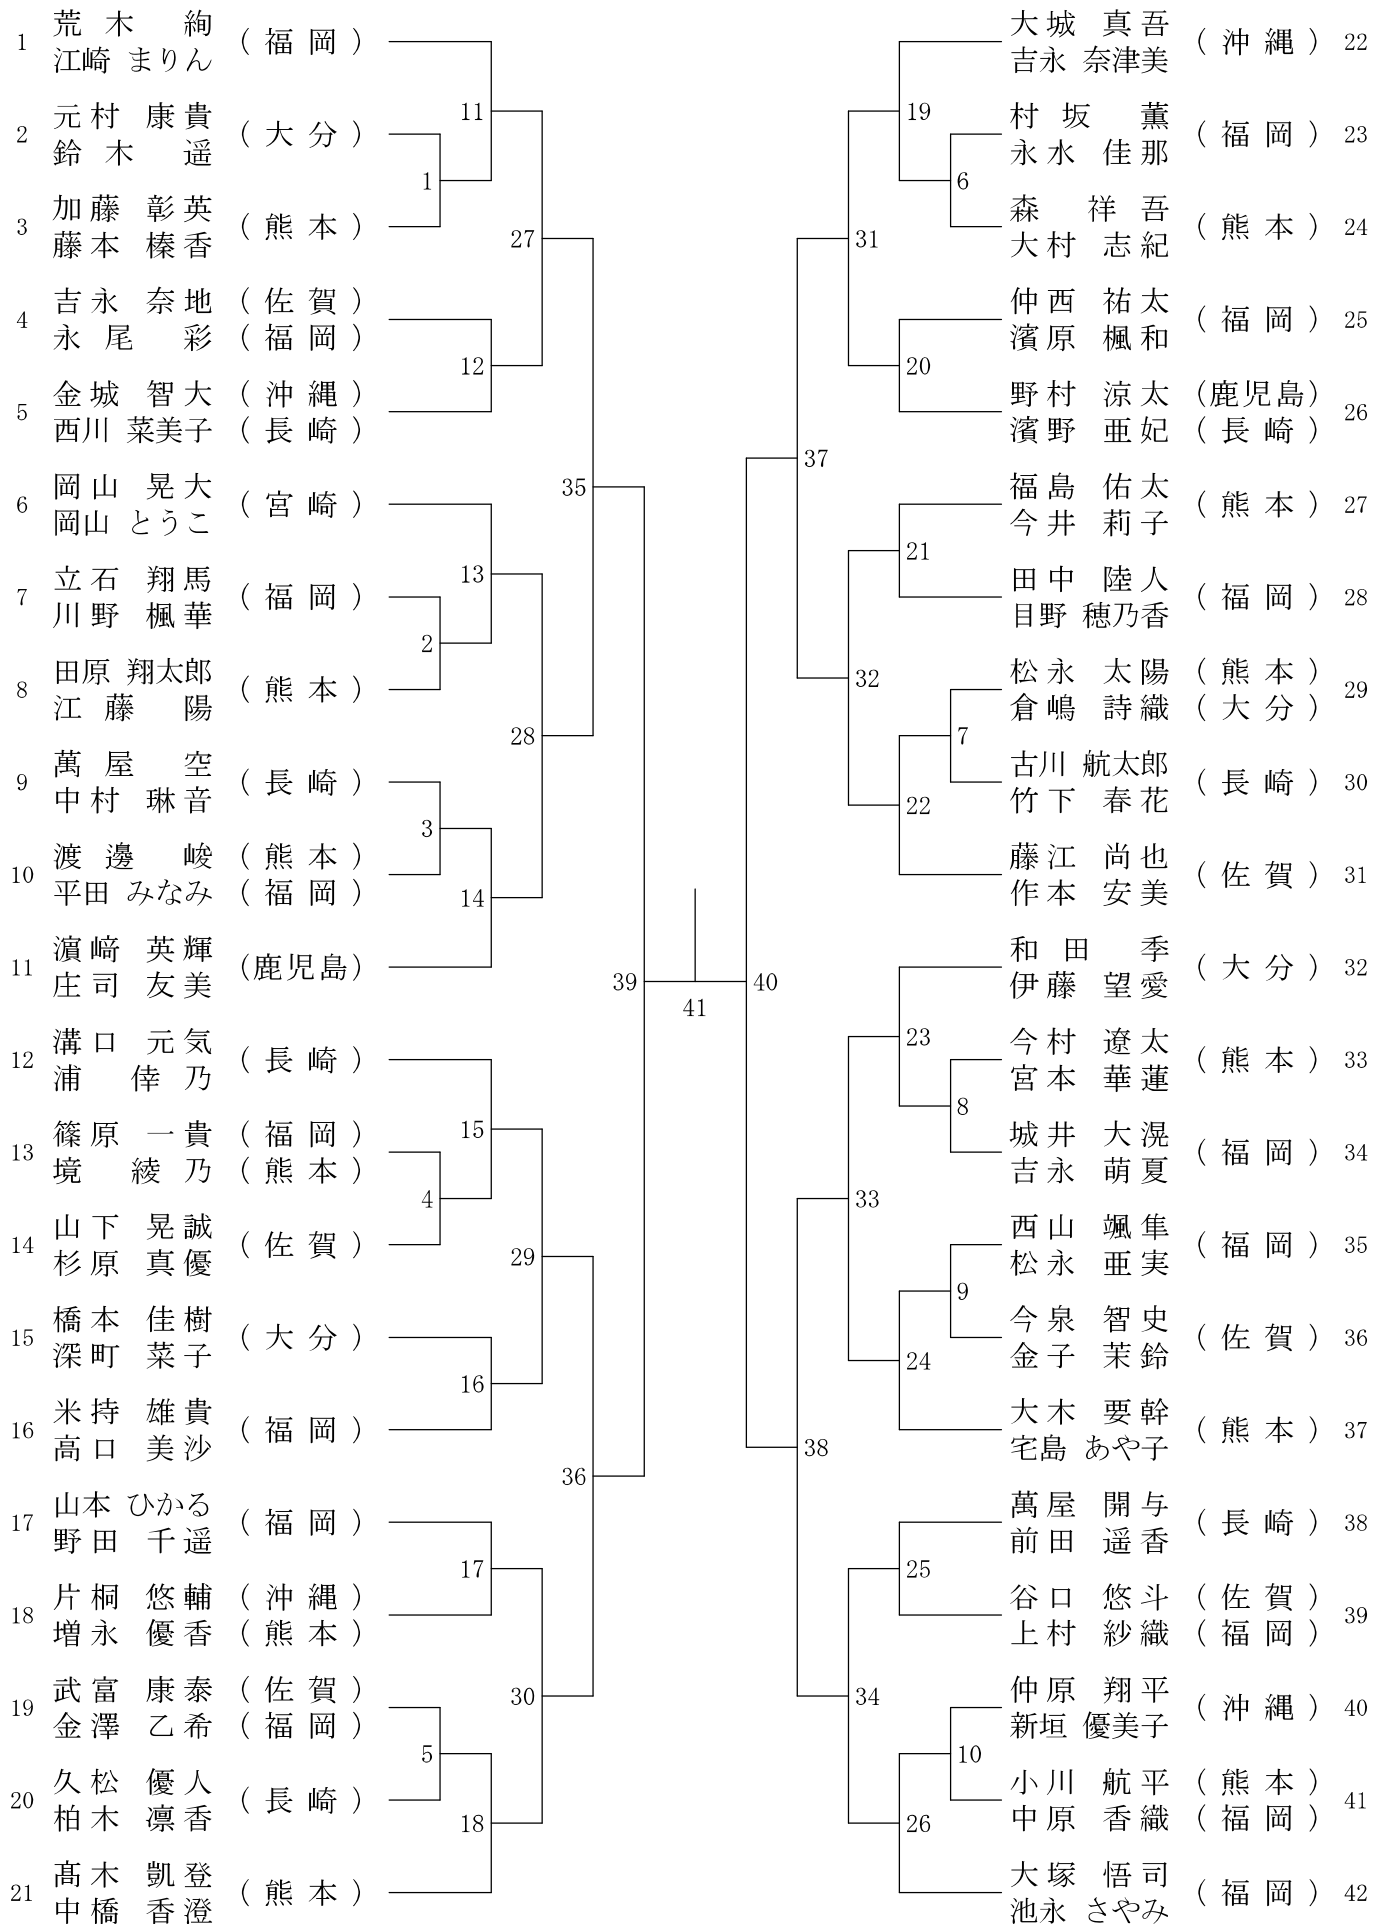 1 荒木 絢 (福岡)
江崎 まりん
2 元村 康貴 (大分)
鈴木 遥
3 加藤 彰英 (熊本)
藤本 榛香
4 吉永 奈地 (佐賀)
永尾 彩 (福岡)
5 金城 智大 (沖縄)
西川 菜美子 (長崎)
6 岡山 晃大 (宮崎)
岡山 とうこ
7 立石 翔馬 (福岡)
川野 楓華
8 田原 翔太郎 (熊本)
江藤 陽
9 萬屋 空 (長崎)
中村 琳音
10 渡邊 峻 (熊本)
平田 みなみ (福岡)
11 濵﨑 英輝 (鹿児島)
庄司 友美
12 溝口 元気 (長崎)
浦 倖乃
13 篠原 一貴 (福岡)
境 綾乃 (熊本)
14 山下 晃誠 (佐賀)
杉原 真優
15 橋本 佳樹 (大分)
深町 菜子
16 米持 雄貴 (福岡)
高口 美沙
17 山本 ひかる (福岡)
野田 千遥
18 片桐 悠輔 (沖縄)
増永 優香 (熊本)
19 武富 康泰 (佐賀)
金澤 乙希 (福岡)
20 久松 優人 (長崎)
柏木 凛香
21 髙木 凱登 (熊本)
中橋 香澄
11
1
27
12
35
13
2
28
3
14
39
15
4
29
16
36
17
30
5
18
41
40
19
6
31
20
37
21
32
7
22
23
8
33
9
24
38
25
34
10
26
大城 真吾 (沖縄) 22
吉永 奈津美
村坂 薫 (福岡) 23
永水 佳那
森 祥吾 (熊本) 24
大村 志紀
仲西 祐太 (福岡) 25
濱原 楓和
野村 涼太 (鹿児島) 26
濱野 亜妃 (長崎)
福島 佑太 (熊本) 27
今井 莉子
田中 陸人 (福岡) 28
目野 穂乃香
松永 太陽 (熊本) 29
倉嶋 詩織 (大分)
古川 航太郎 (長崎) 30
竹下 春花
藤江 尚也 (佐賀) 31
作本 安美
和田 季 (大分) 32
伊藤 望愛
今村 遼太 (熊本) 33
宮本 華蓮
城井 大滉 (福岡) 34
吉永 萌夏
西山 颯隼 (福岡) 35
松永 亜実
今泉 智史 (佐賀) 36
金子 茉鈴
大木 要幹 (熊本) 37
宅島 あや子
萬屋 開与 (長崎) 38
前田 遥香
谷口 悠斗 (佐賀) 39
上村 紗織 (福岡)
仲原 翔平 (沖縄) 40
新垣 優美子
小川 航平 (熊本) 41
中原 香織 (福岡)
大塚 悟司 (福岡) 42
池永 さやみ